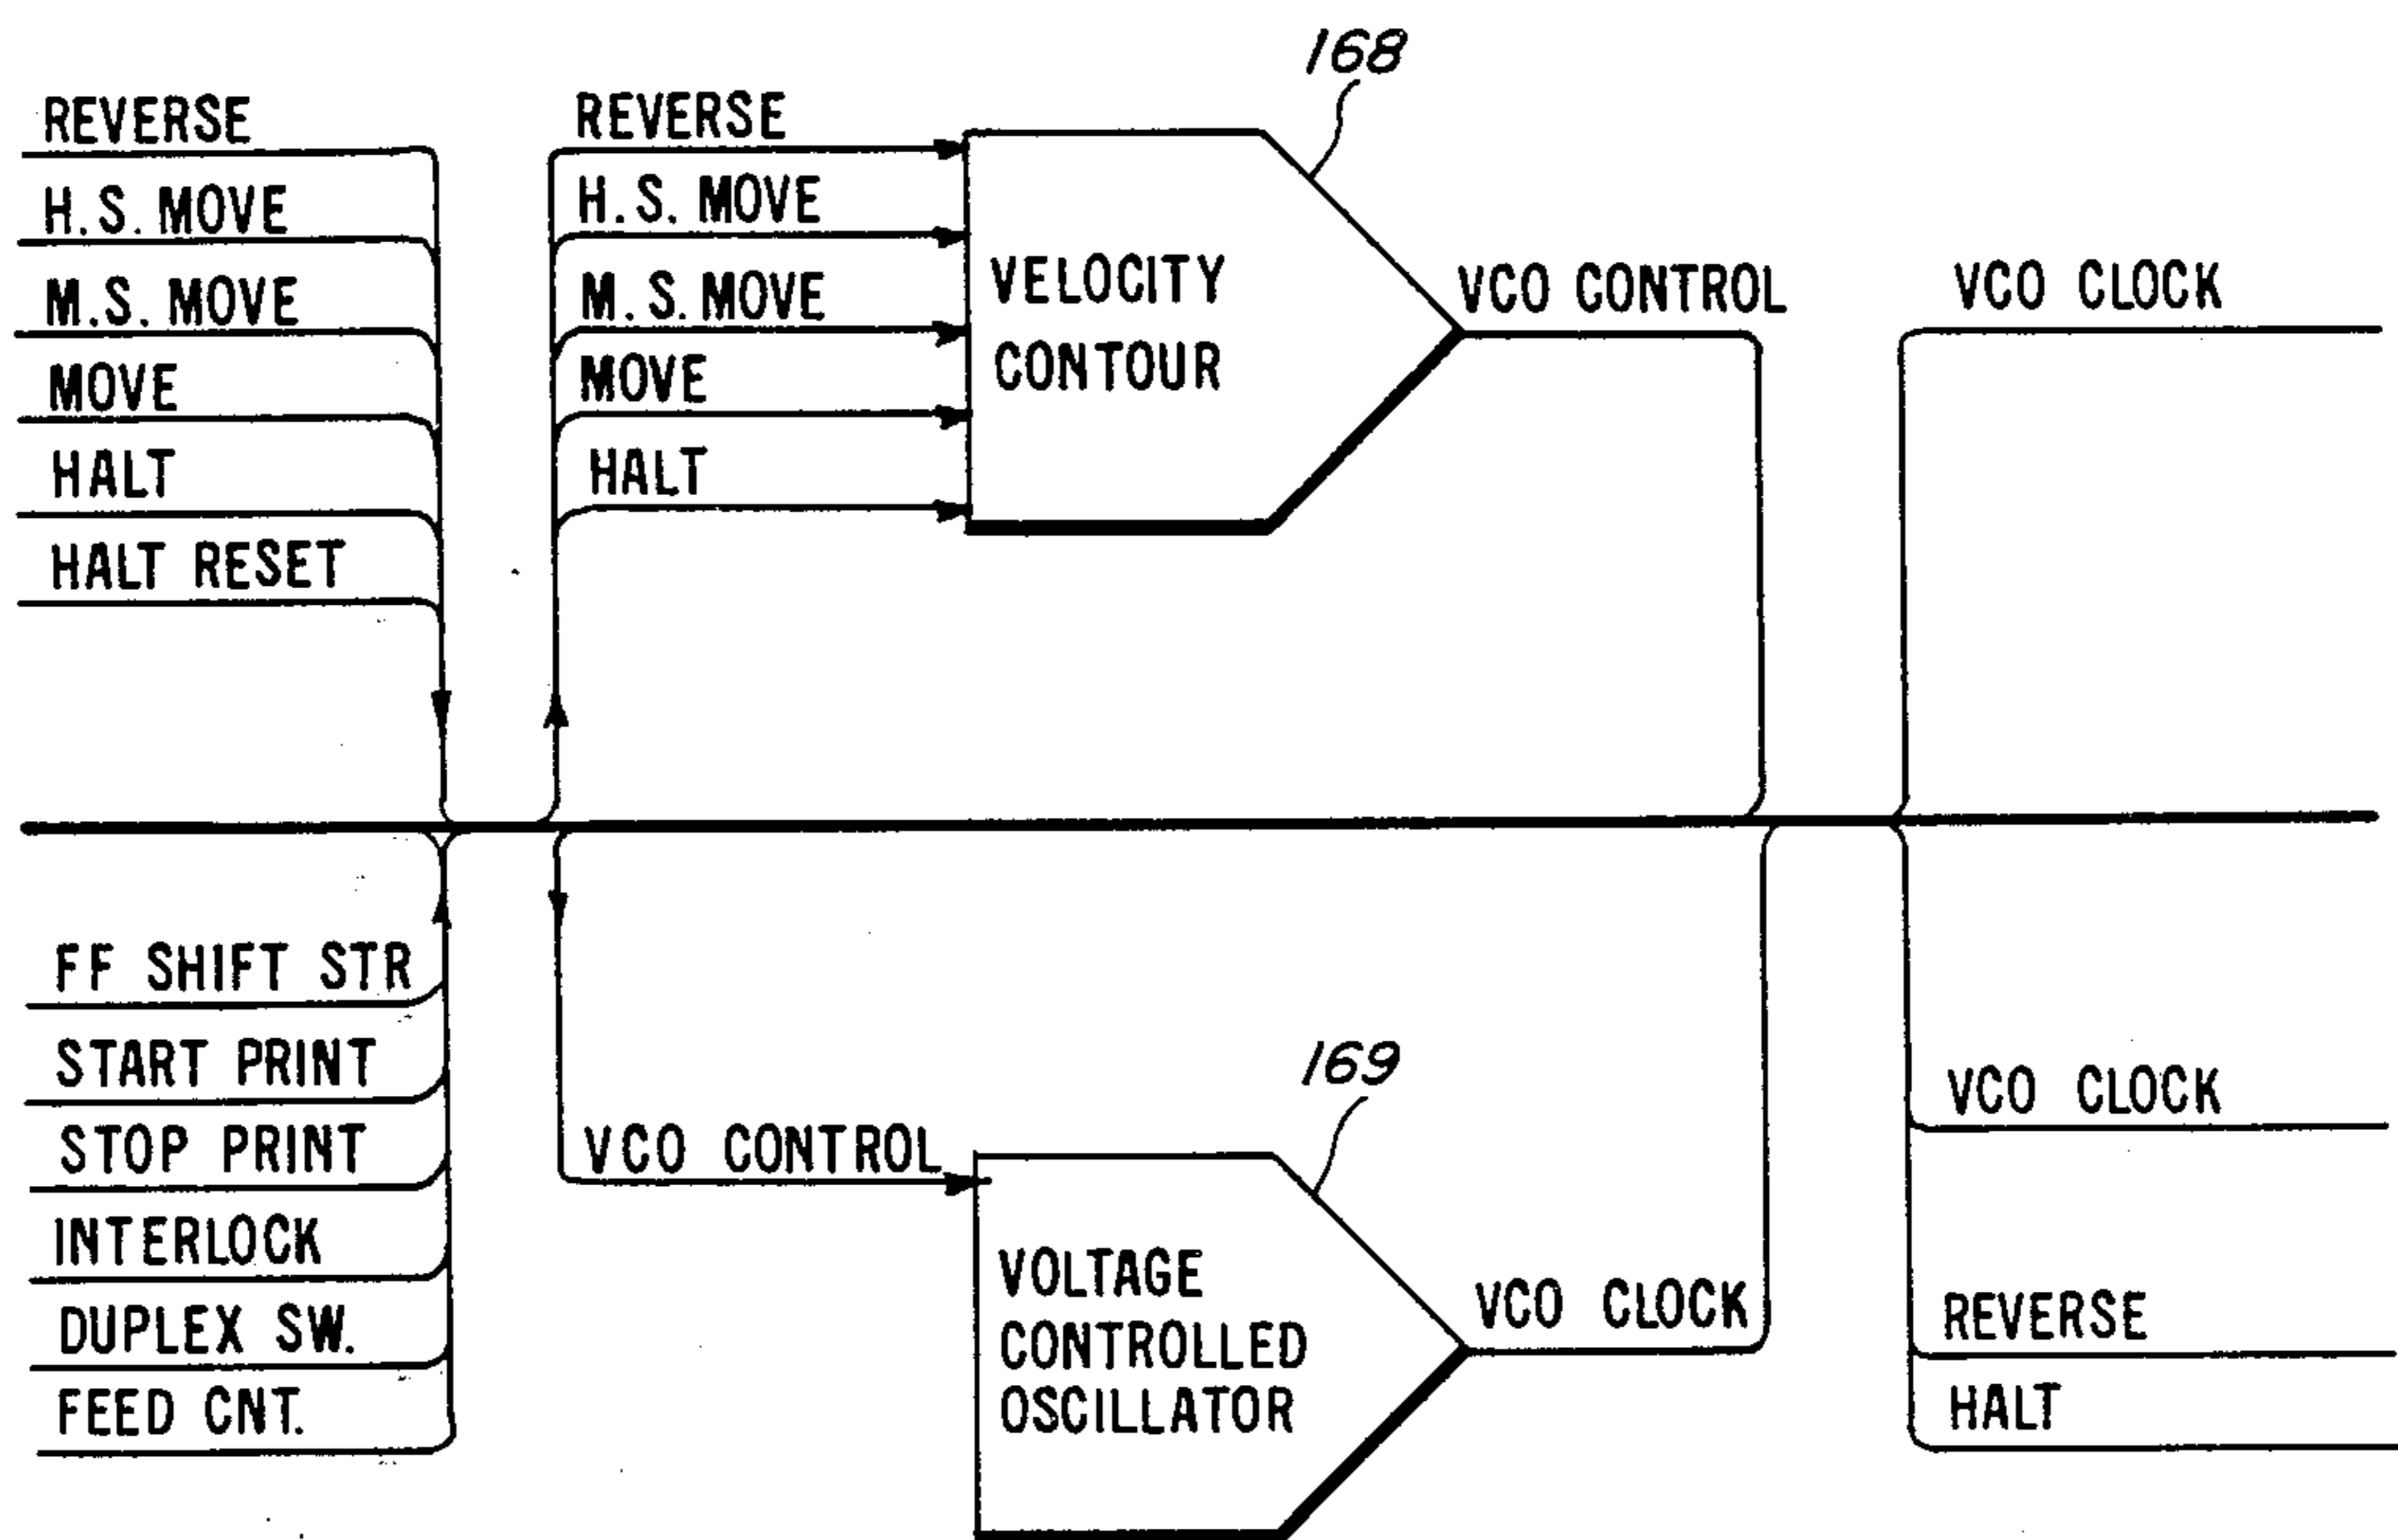 168
REVERSE
H.S. MOVE
M.S. MOVE
MOVE
HALT
HALT RESET
REVERSE
H.S. MOVE
M.S. MOVE
MOVE
HALT
VELOCITY
CONTOUR
VCO CONTROL
VCO CLOCK
FF SHIFT STR
START PRINT
STOP PRINT
INTERLOCK
DUPLEX SW.
FEED CNT.
VCO CONTROL
169
VOLTAGE
CONTROLLED
OSCILLATOR
VCO CLOCK
VCO CLOCK
REVERSE
HALT